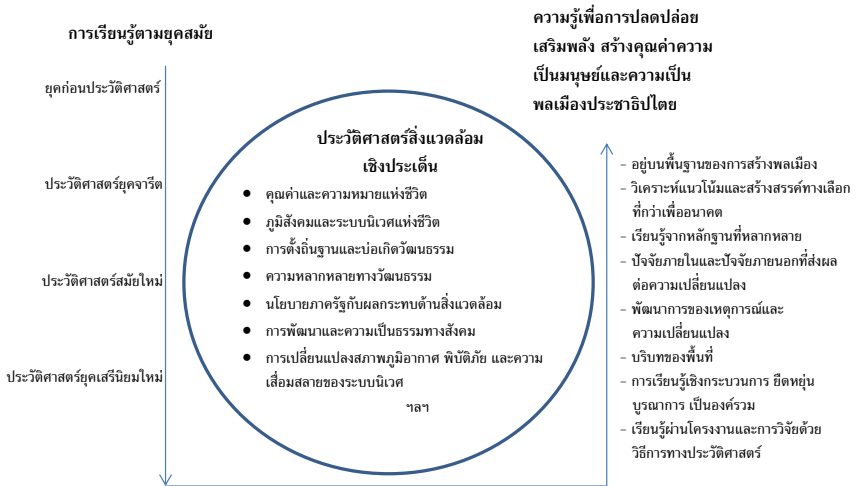 การเรียนรู้ตามยุคสมัย
ยุคก่อนประวัติศาสตร์
ประวัติศาสตร์ยุคจารีต
ประวัติศาสตร์สมัยใหม่
ประวัติศาสตร์ยุคเสรีนิยมใหม่
ประวัติศาสตร์สิ่งแวดล้อม
เชิงประเด็น
● คุณค่าและความหมายแห่งชีวิต
● ภูมิสังคมและระบบนิเวศแห่งชีวิต
● การตั้งถิ่นฐานและบ่อเกิดวัฒนธรรม
● ความหลากหลายทางวัฒนธรรม
● นโยบายภาครัฐกับผลกระทบด้านสิ่งแวดล้อม
● การพัฒนาและความเป็นธรรมทางสังคม
● การเปลี่ยนแปลงสภาพภูมิอากาศ พิบัติภัย และความ
เสื่อมสลายของระบบนิเวศ
ฯลฯ
ความรู้เพื่อการปลดปล่อย
เสริมพลัง สร้างคุณค่าความ
เป็นมนุษย์และความเป็น
พลเมืองประชาธิปไตย
- อยู่บนพื้นฐานของการสร้างพลเมือง
- วิเคราะห์แนวโน้มและสร้างสรรค์ทางเลือก
ที่กว่าเพื่ออนาคต
- เรียนรู้จากหลักฐานที่หลากหลาย
- ปัจจัยภายในและปัจจัยภายนอกที่ส่งผล
ต่อความเปลี่ยนแปลง
- พัฒนาการของเหตุการณ์และ
ความเปลี่ยนแปลง
- บริบทของพื้นที่
- การเรียนรู้เชิงกระบวนการ ยืดหยุ่น
บูรณาการ เป็นองค์รวม
- เรียนรู้ผ่านโครงงานและการวิจัยด้วย
วิธีการทางประวัติศาสตร์